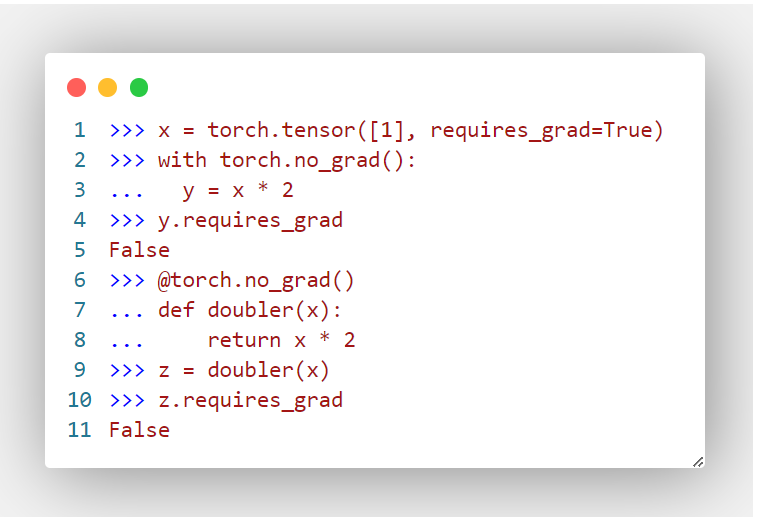 1 >>> x = torch.tensor([1], requires_grad=True)
2 >>> with torch.no_grad():
3 ...   y = x * 2
4 >>> y.requires_grad
5 False
6 >>> @torch.no_grad()
7 ... def doubler(x):
8 ...     return x * 2
9 >>> z = doubler(x)
10 >>> z.requires_grad
11 False